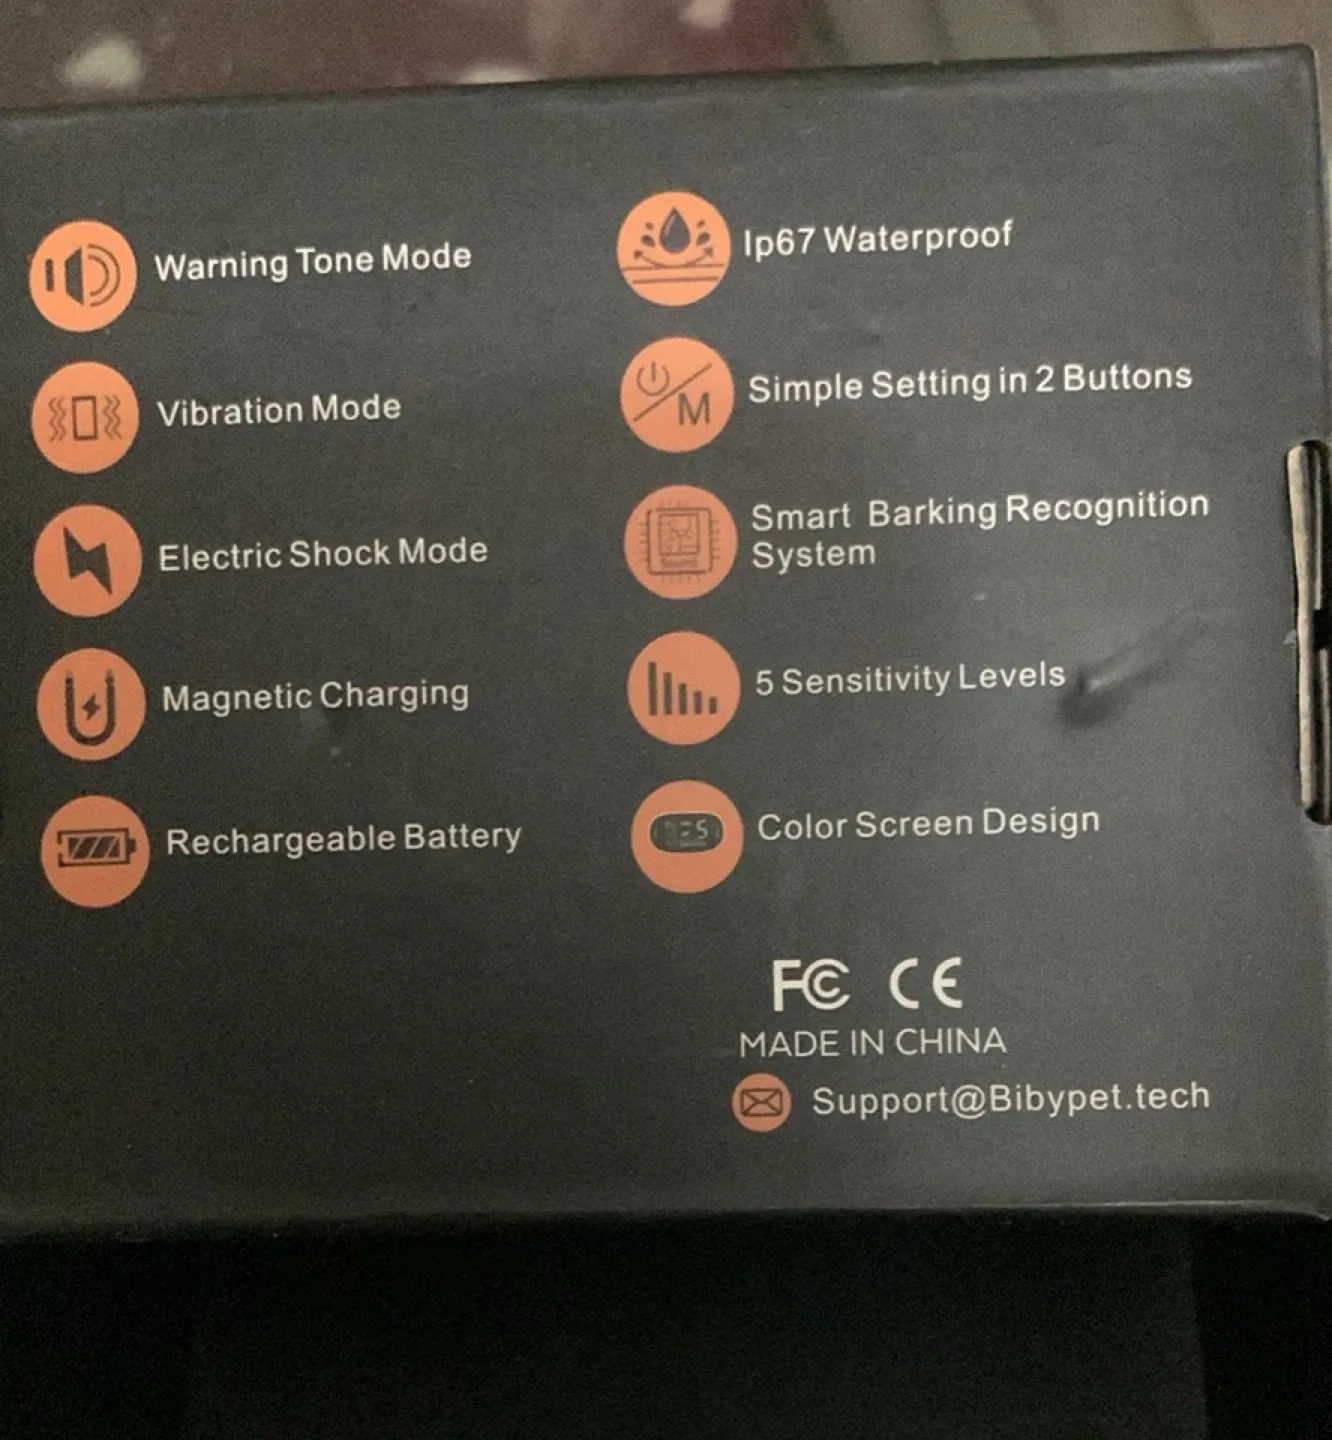 Warning Tone Mode
Vibration Mode
Electric Shock Mode
Magnetic Charging
Rechargeable Battery
Ip67 Waterproof
M
Simple Setting in 2 Buttons
Smart Barking Recognition
System
5 Sensitivity Levels
Color Screen Design
FC CE
MADE IN CHINA
Support@Bibypet.tech